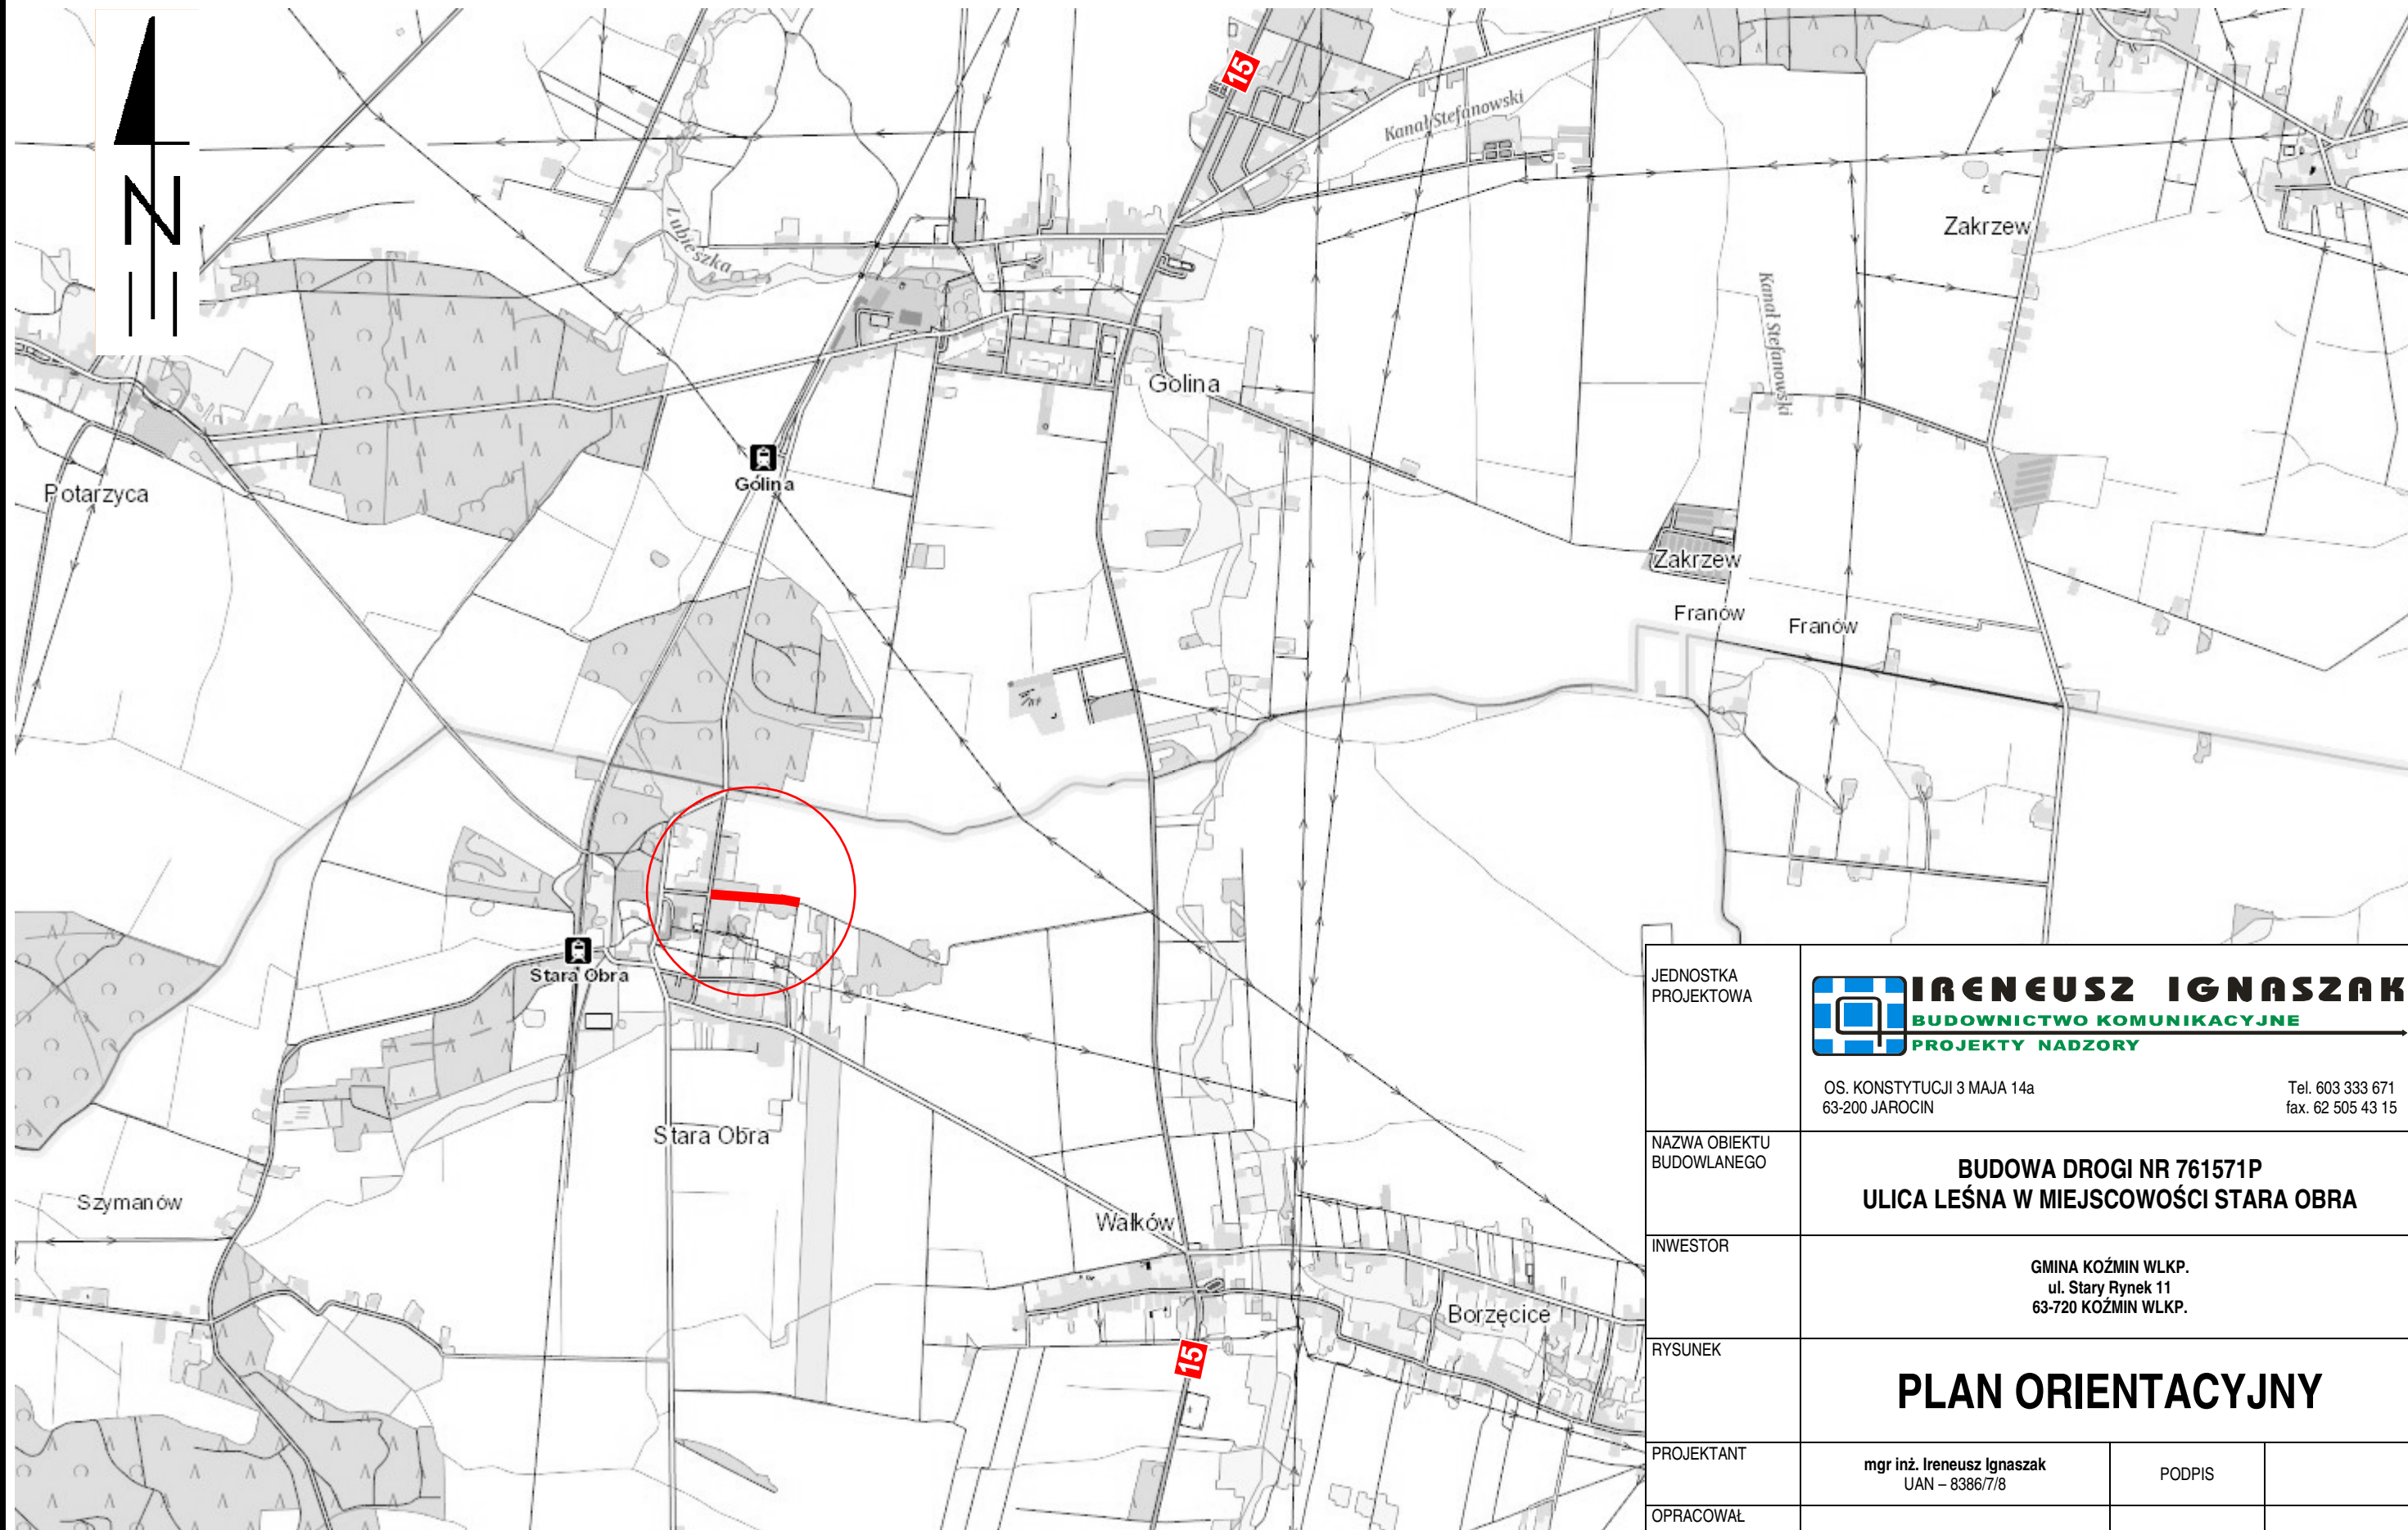 N
15
Kanał Stefanowski
Zakrzew
Lubieszka
Kanał Stefanowski
Golina
Golina
Potarzyca
Zakrzew
Franów
Franów
Stara Obra
Stara Obra
Szymanów
Wałków
Borzęcice
15
JEDNOSTKA
PROJEKTOWA
IRENEUSZ IGNASZAK
BUDOWNICTWO KOMUNIKACYJNE
PROJEKTY NADZORY
OS. KONSTYTUCJI 3 MAJA 14a
63-200 JAROCIN
Tel. 603 333 671
fax. 62 505 43 15
NAZWA OBIEKTU
BUDOWLANEGO
BUDOWA DROGI NR 761571P
ULICA LEŚNA W MIEJSCOWOŚCI STARA OBRA
INWESTOR
GMINA KOŹMIN WLKP.
ul. Stary Rynek 11
63-720 KOŹMIN WLKP.
RYSUNEK
PLAN ORIENTACYJNY
PROJEKTANT
mgr inż. Ireneusz Ignaszak
UAN – 8386/7/8
PODPIS
OPRACOWAŁ